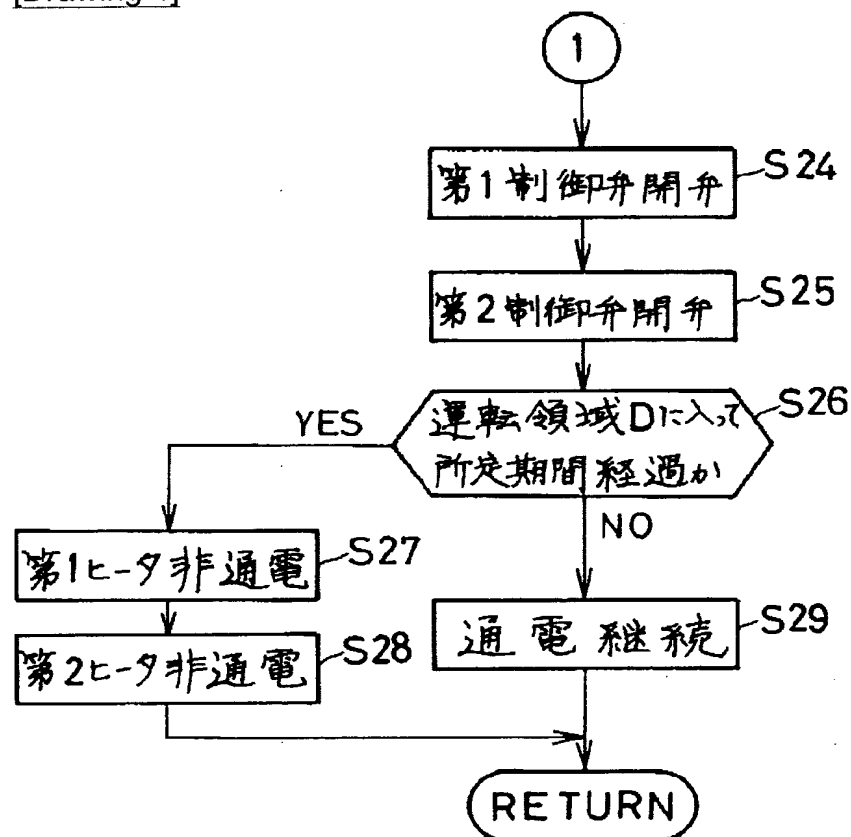 1
第1制御弁開弁
S24
第2制御弁開弁
S25
運転領域Dに入って
所定期間経過か
S26
YES
NO
第1ヒータ非通電
S27
第2ヒータ非通電
S28
通電継続
S29
RETURN